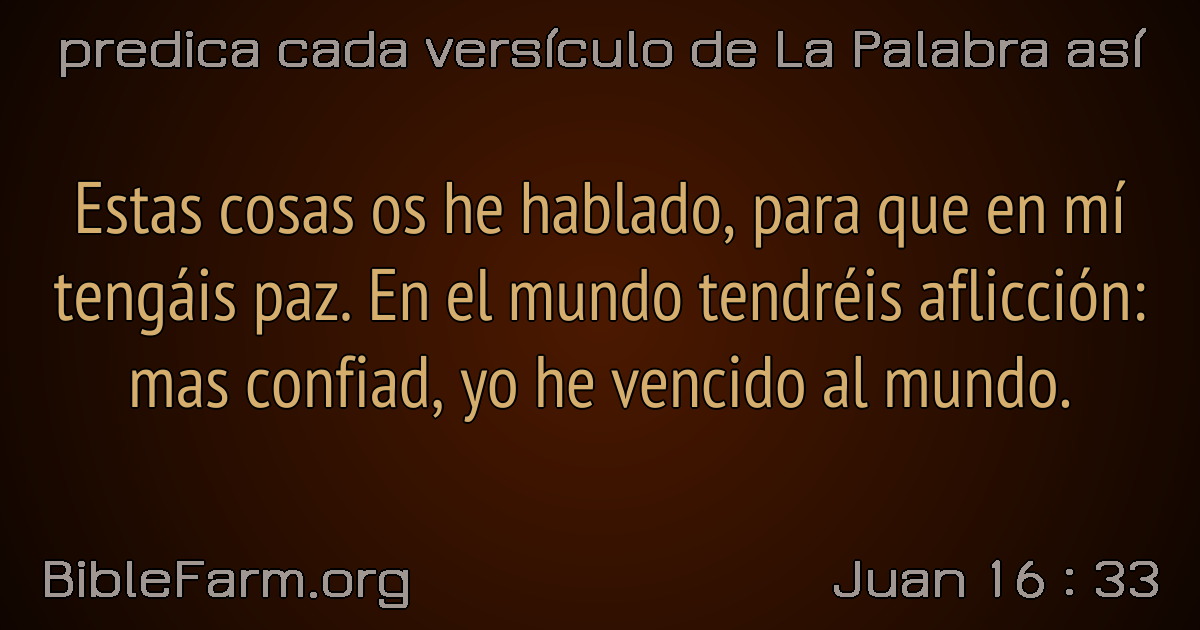 predica cada versículo de La Palabra así
Estas cosas os he hablado, para que en mí
tengáis paz. En el mundo tendréis aflicción:
mas confiad, yo he vencido al mundo.
BibleFarm.org
Juan 16 : 33